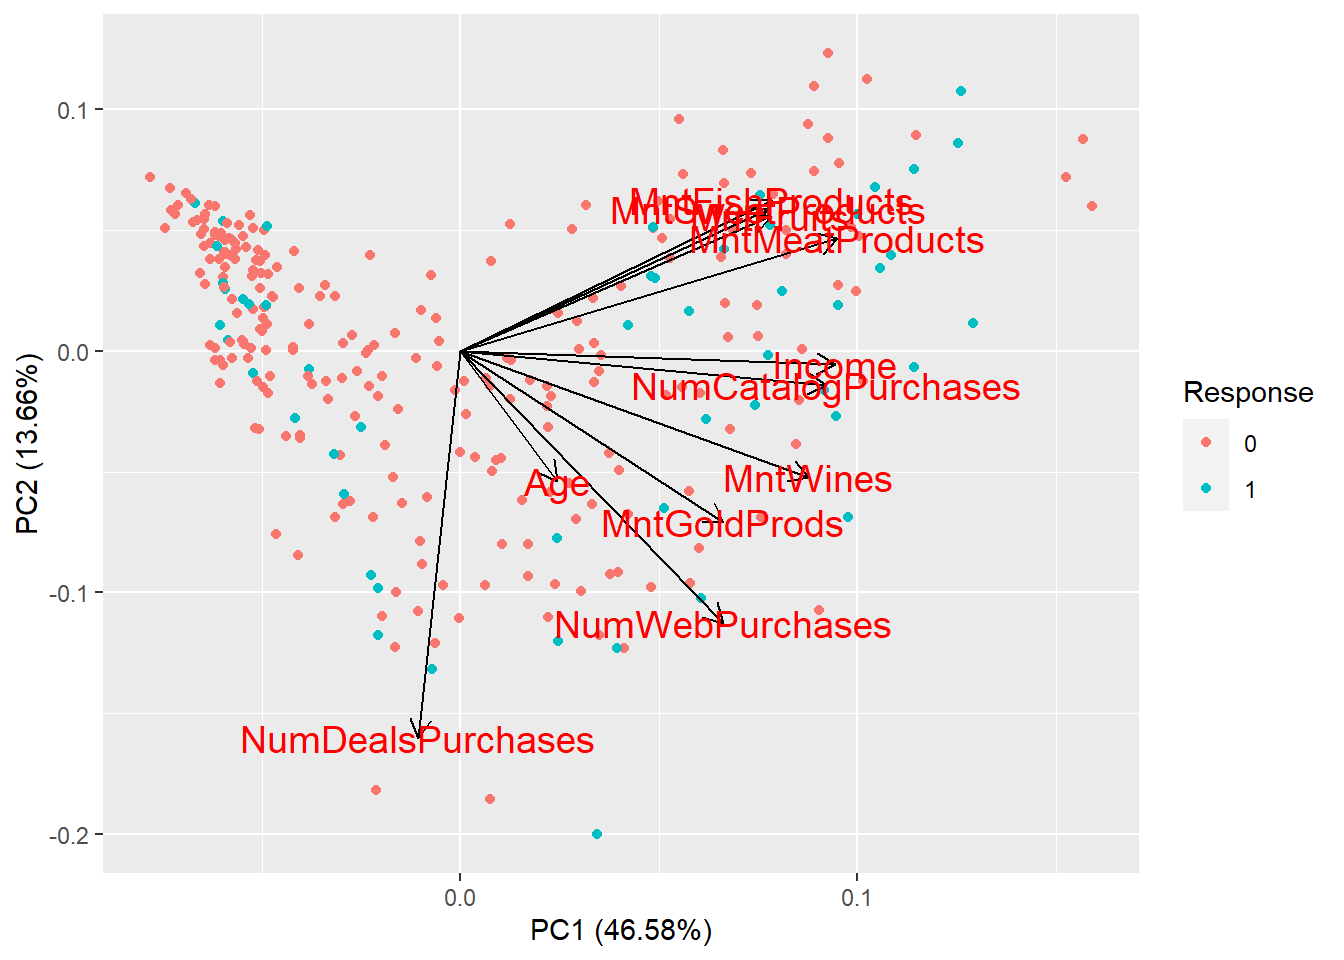 0.1
0.0
-0.1
-0.2
PC2 (13.66%)
MntFishProducts
MntSweetProducts
MntFruits
MntMeatProducts
Income
NumCatalogPurchases
Age
MntWines
MntGoldProds
NumWebPurchases
NumDealsPurchases
0.0
0.1
PC1 (46.58%)
Response
0
1